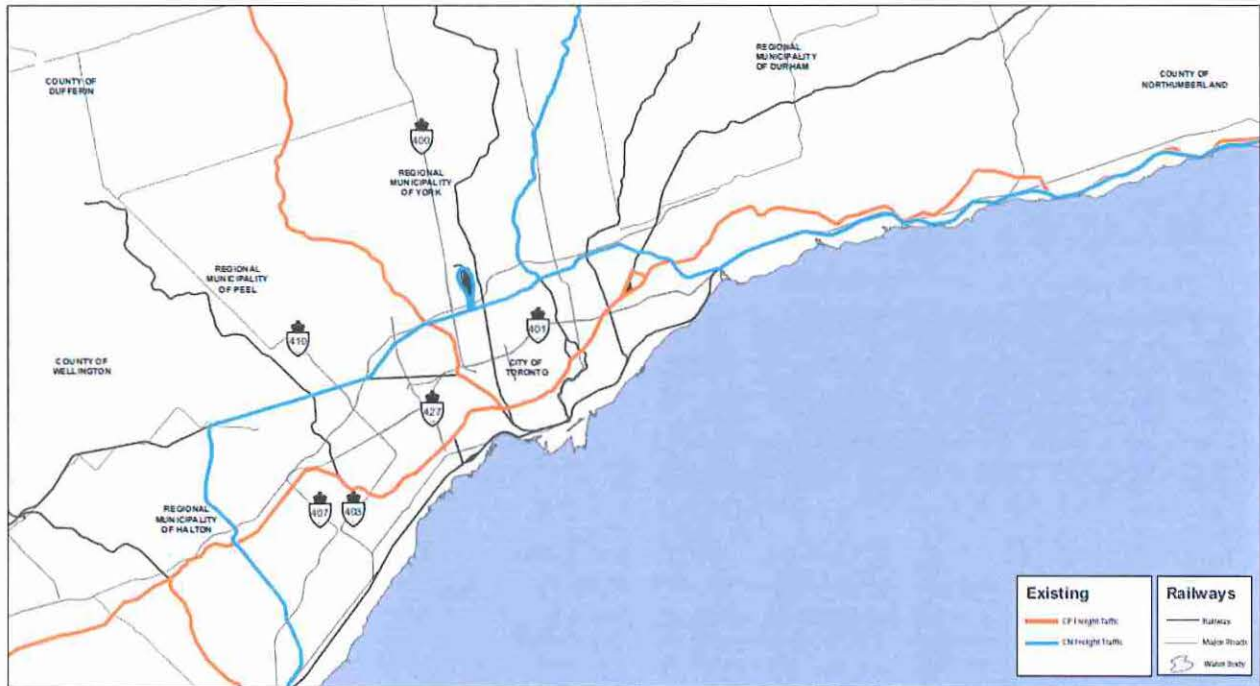 COUNTY OF
DUFFERIN
REGIONAL
MUNICIPALITY
OF DURHAM
COUNTY OF
NORTHUMBERLAND
400
REGIONAL
MUNICIPALITY
OF YORK
REGIONAL
MUNICIPALITY
OF PEEL
410
401
COUNTY OF
WELLINGTON
CITY OF
TORONTO
427
REGIONAL
MUNICIPALITY
OF HALTON
407
403
Existing
CP Freight Traffic
CN Freight Traffic
Railways
Railways
Major Roads
Water Body